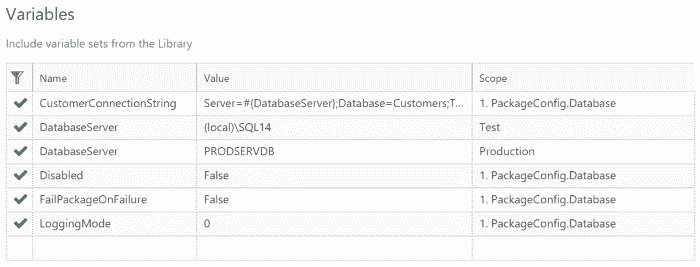 Variables
Include variable sets from the Library
Name Value Scope
CustomerConnectionString Server=#{DatabaseServer};Database=Customers;T... 1. PackageConfig.Database
DatabaseServer (local)\SQL14 Test
DatabaseServer PRODSERVDB Production
Disabled False 1. PackageConfig.Database
FailPackageOnFailure False 1. PackageConfig.Database
LoggingMode 0 1. PackageConfig.Database